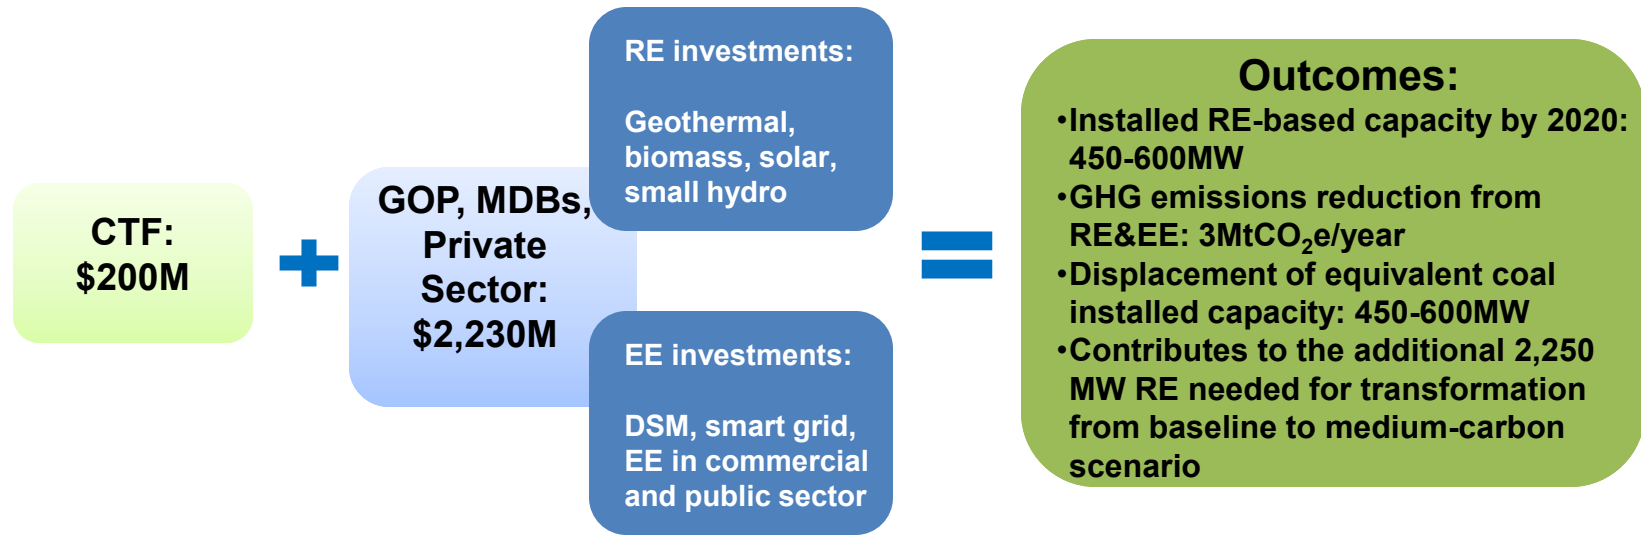 CTF:
$200M
GOP, MDBs,
Private
Sector:
$2,230M
RE investments:
Geothermal,
biomass, solar,
small hydro
EE investments:
DSM, smart grid,
EE in commercial
and public sector
Outcomes:
•Installed RE-based capacity by 2020:
450-600MW
•GHG emissions reduction from
RE&EE: 3MtCO₂e/year
•Displacement of equivalent coal
installed capacity: 450-600MW
•Contributes to the additional 2,250
MW RE needed for transformation
from baseline to medium-carbon
scenario